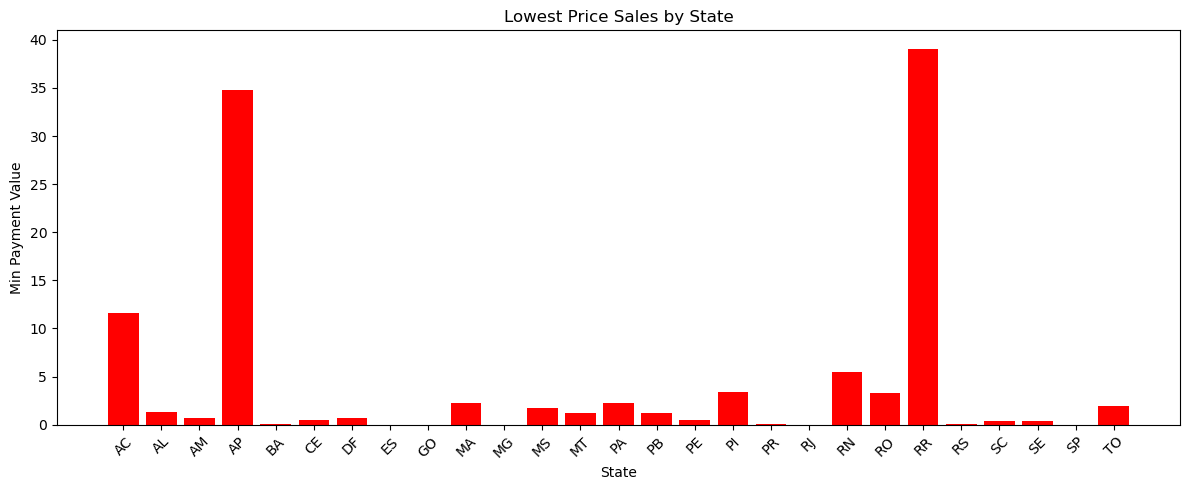 Lowest Price Sales by State
Min Payment Value
40
35
30
25
20
15
10
5
0
AC AL AM AP BA CE DF ES GO MA MG MS MT PA PB PE PI PR RJ RN RO RR RS SC SE SP TO
State